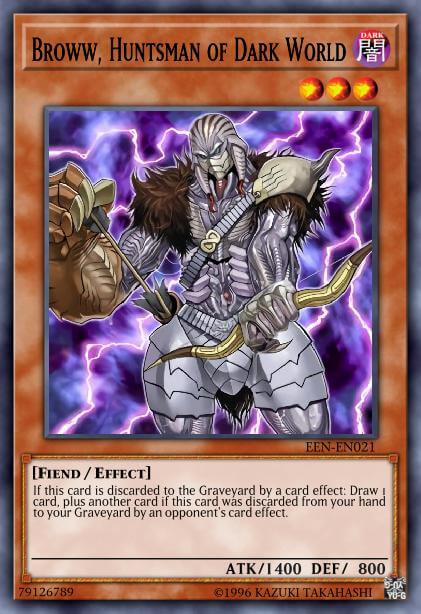 Broww, Huntsman of Dark World
DARK
闇
EEN-EN021
[Fiend / Effect]
If this card is discarded to the Graveyard by a card effect: Draw 1
card, plus another card if this card was discarded from your hand
to your Graveyard by an opponent's card effect.
ATK/1400 DEF/ 800
79126789
©1996 KAZUKI TAKAHASHI